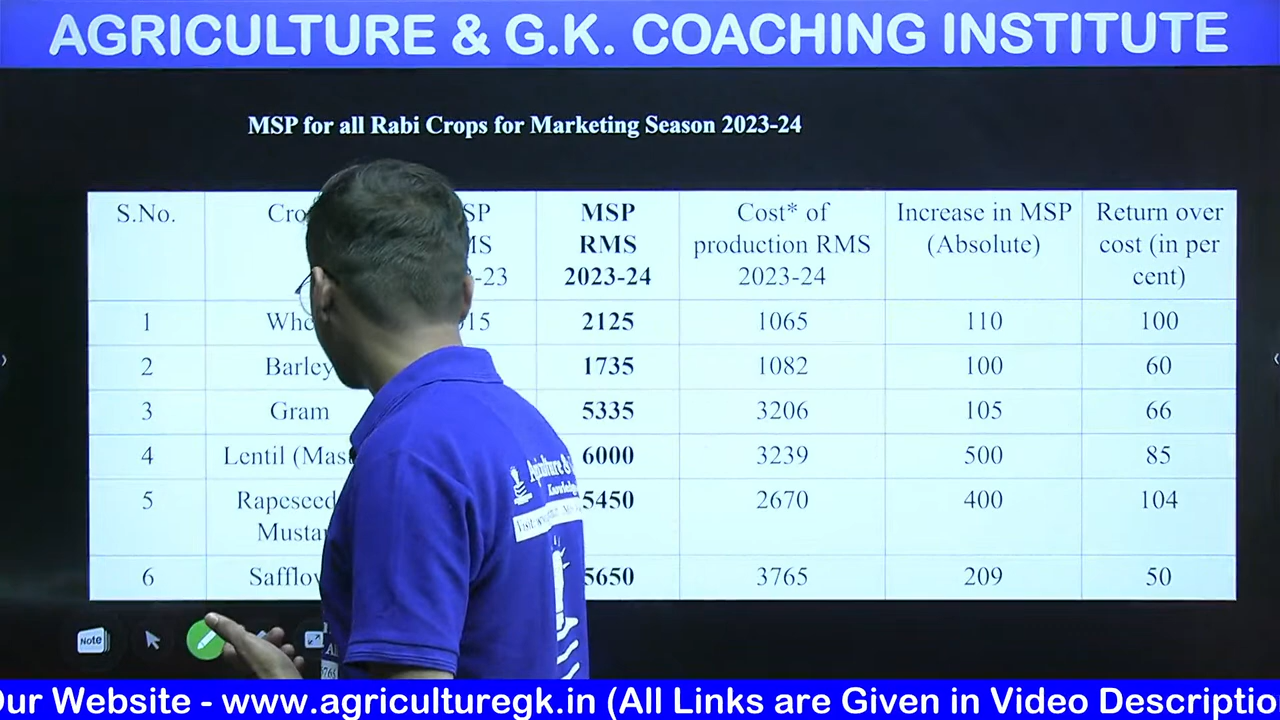 AGRICULTURE & G.K. COACHING INSTITUTE
MSP for all Rabi Crops for Marketing Season 2023-24
S.No. MSP RMS 2023-24 Cost* of production RMS 2023-24 Increase in MSP (Absolute) Return over cost (in per cent)
1 2125 1065 110 100
2 Barley 1735 1082 100 60
3 Gram 5335 3206 105 66
4 Lentil 6000 3239 500 85
5 Rapeseed 5450 2670 400 104
6 5650 3765 209 50
Note
Our Website - www.agriculturegk.in (All Links are Given in Video Descriptio